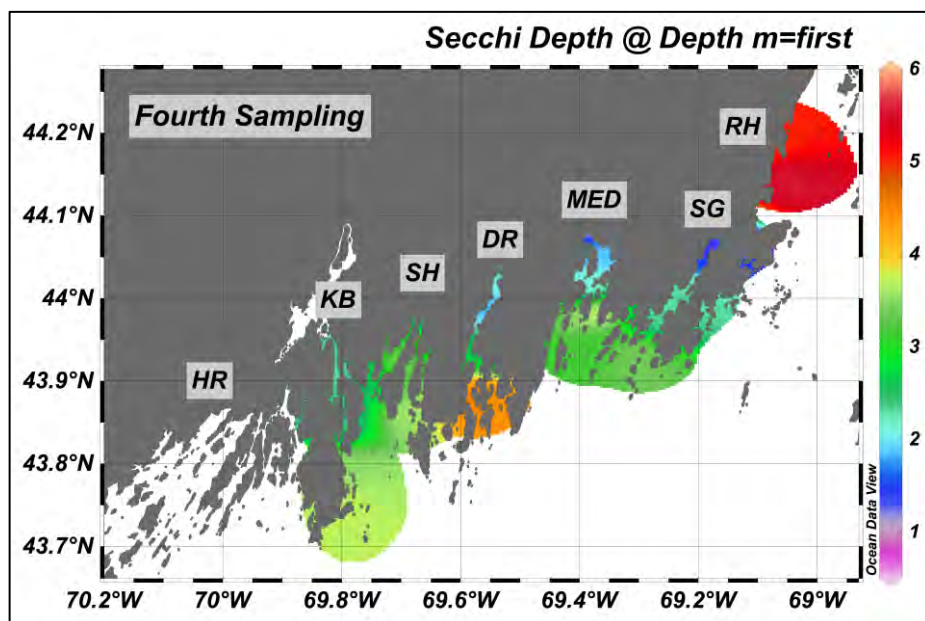 Secchi Depth @ Depth m=first
Fourth Sampling
RH
MED
SG
DR
SH
KB
HR
44.2°N
44.1°N
44°N
43.9°N
43.8°N
43.7°N
70.2°W 70°W 69.8°W 69.6°W 69.4°W 69.2°W 69°W
6
5
4
3
2
1
Ocean Data View